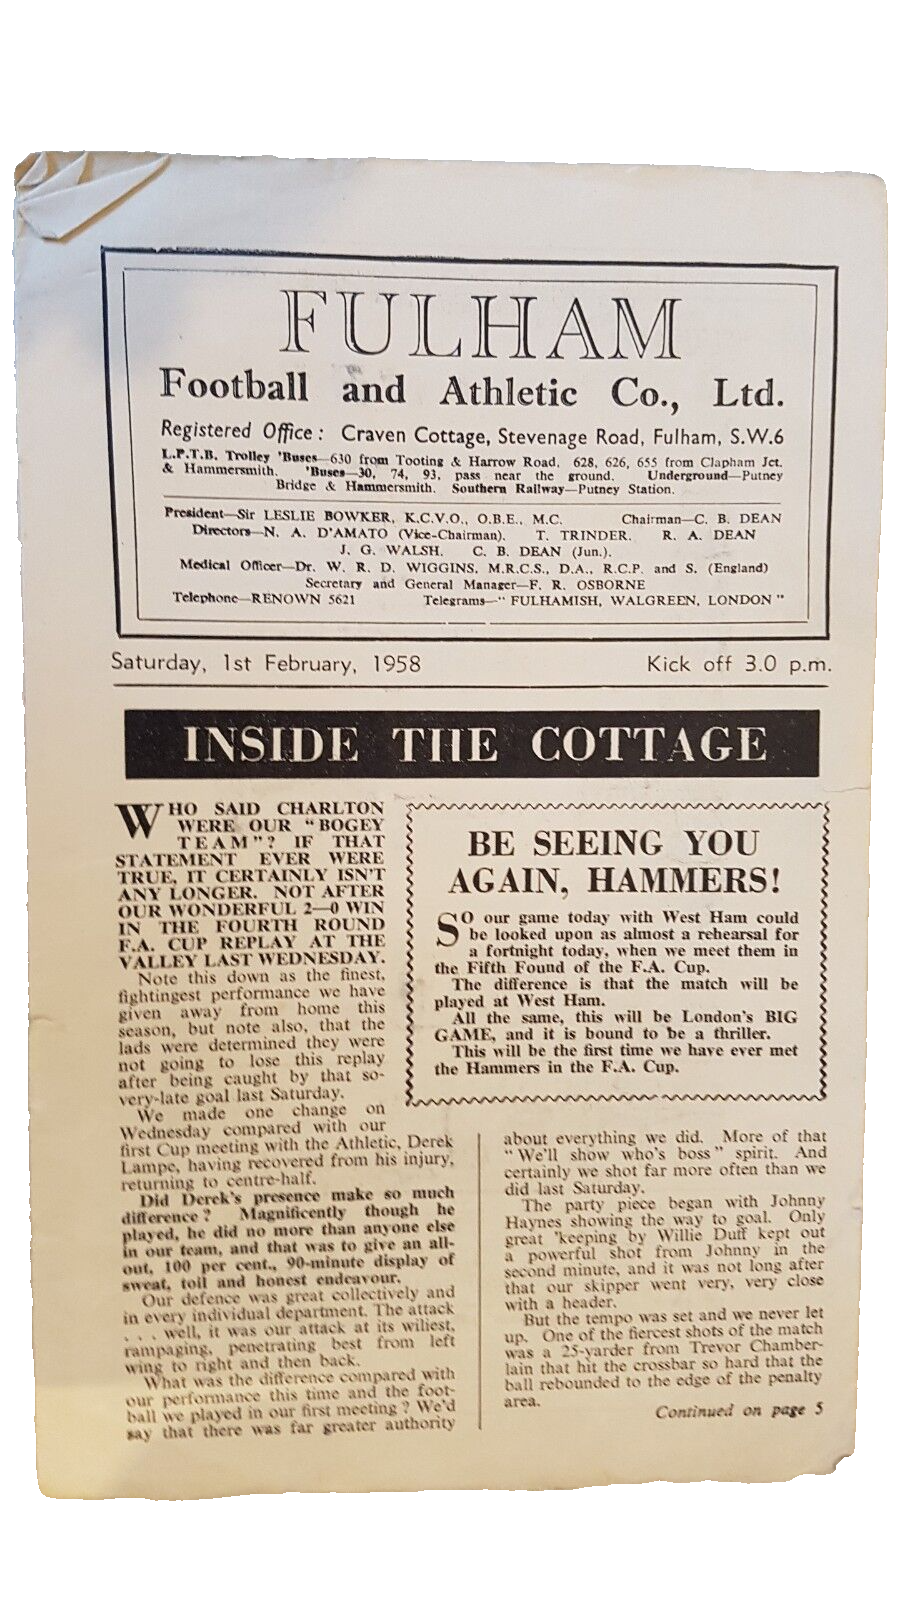 FULHAM
Football and Athletic Co., Ltd.
Registered Office : Craven Cottage, Stevenage Road, Fulham, S.W.6
L.P.T.B. Trolley 'Buses—630 from Tooting & Harrow Road. 628, 626, 655 from Clapham Jct.
& Hammersmith. 'Buses—30, 74, 93, pass near the ground. Underground—Putney
Bridge & Hammersmith. Southern Railway—Putney Station.
President—Sir LESLIE BOWKER, K.C.V.O., O.B.E., M.C. Chairman—C. B. DEAN
Directors—N. A. D'AMATO (Vice-Chairman). T. TRINDER. R. A. DEAN
J. G. WALSH. C. B. DEAN (Jun.).
Medical Officer—Dr. W. R. D. WIGGINS, M.R.C.S., D.A., R.C.P. and S. (England)
Secretary and General Manager—F. R. OSBORNE
Telephone—RENOWN 5621 Telegrams—" FULHAMISH, WALGREEN, LONDON "
Saturday, 1st February, 1958 Kick off 3.0 p.m.
INSIDE THE COTTAGE
WHO SAID CHARLTON
WERE OUR "BOGEY
TEAM"? IF THAT
STATEMENT EVER WERE
TRUE, IT CERTAINLY ISN'T
ANY LONGER. NOT AFTER
OUR WONDERFUL 2—0 WIN
IN THE FOURTH ROUND
F.A. CUP REPLAY AT THE
VALLEY LAST WEDNESDAY.
Note this down as the finest,
fightingest performance we have
given away from home this
season, but note also, that the
lads were determined they were
not going to lose this replay
after being caught by that so-
very-late goal last Saturday.
We made one change on
Wednesday compared with our
first Cup meeting with the Athletic, Derek
Lampe, having recovered from his injury,
returning to centre-half.
Did Derek's presence make so much
difference ? Magnificently though he
played, he did no more than anyone else
in our team, and that was to give an all-
out, 100 per cent., 90-minute display of
sweat, toil and honest endeavour.
Our defence was great collectively and
in every individual department. The attack
. . . well, it was our attack at its wiliest,
rampaging, penetrating best from left
wing to right and then back.
What was the difference compared with
our performance this time and the foot-
ball we played in our first meeting ? We'd
say that there was far greater authority
BE SEEING YOU
AGAIN, HAMMERS!
SO our game today with West Ham could
be looked upon as almost a rehearsal for
a fortnight today, when we meet them in
the Fifth Found of the F.A. Cup.
The difference is that the match will be
played at West Ham.
All the same, this will be London's BIG
GAME, and it is bound to be a thriller.
This will be the first time we have ever met
the Hammers in the F.A. Cup.
about everything we did. More of that
"We'll show who's boss" spirit. And
certainly we shot far more often than we
did last Saturday.
The party piece began with Johnny
Haynes showing the way to goal. Only
great 'keeping by Willie Duff kept out
a powerful shot from Johnny in the
second minute, and it was not long after
that our skipper went very, very close
with a header.
But the tempo was set and we never let
up. One of the fiercest shots of the match
was a 25-yarder from Trevor Chamber-
lain that hit the crossbar so hard that the
ball rebounded to the edge of the penalty
area.
Continued on page 5